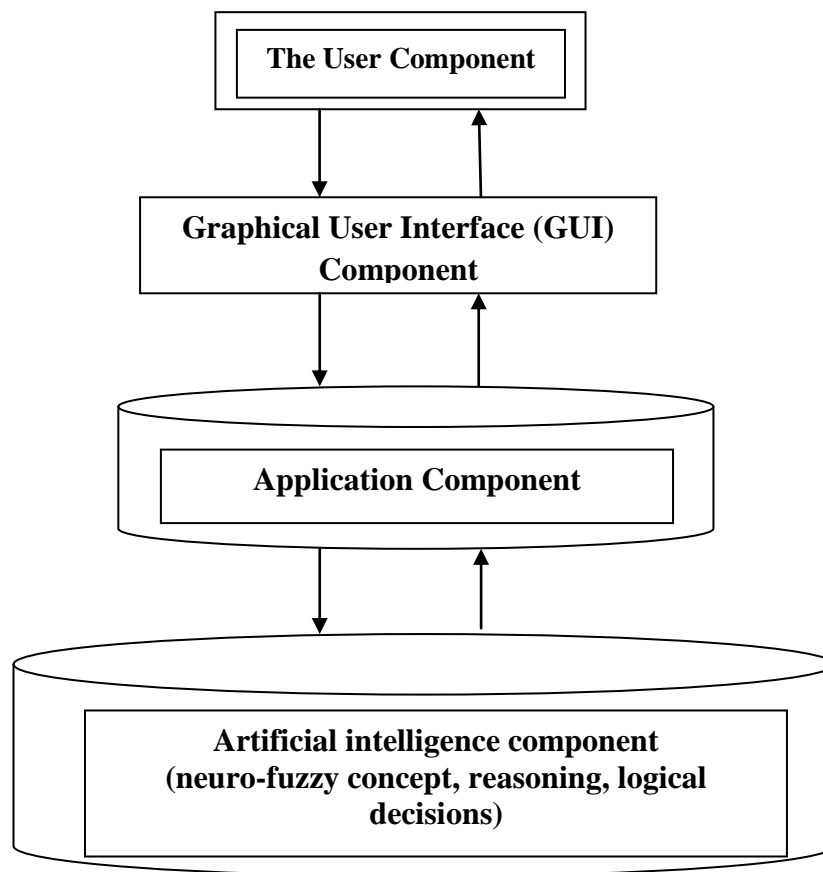 The User Component
Graphical User Interface (GUI)
Component
Application Component
Artificial intelligence component
(neuro-fuzzy concept, reasoning, logical
decisions)